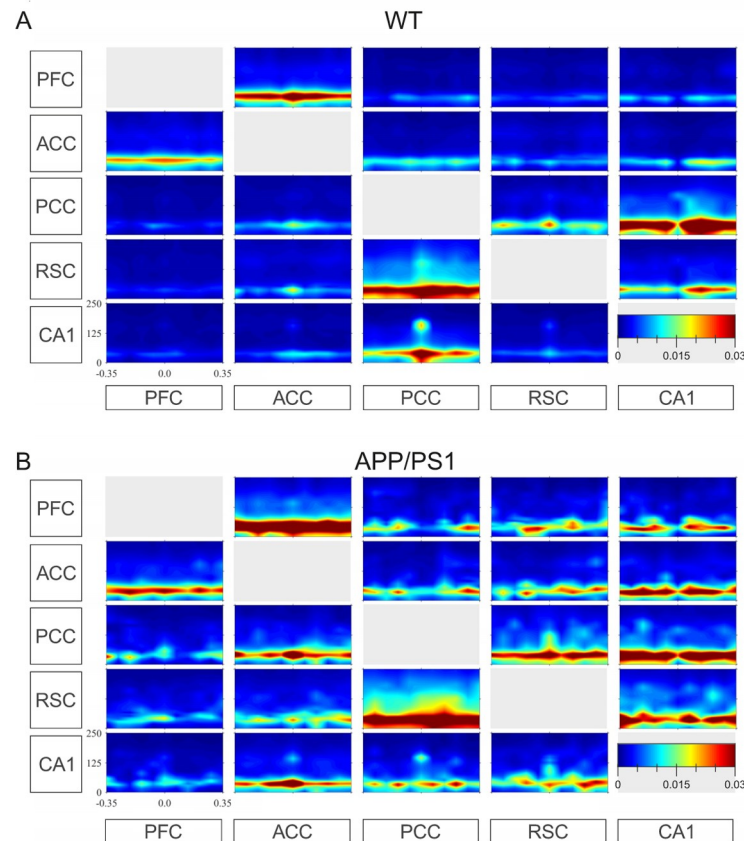 A
WT
PFC
ACC
PCC
RSC
CA1
250
125
0
-0.35 0.0 0.35
0 0.015 0.03
PFC ACC PCC RSC CA1
B
APP/PS1
PFC
ACC
PCC
RSC
CA1
250
125
0
-0.35 0.0 0.35
0 0.015 0.03
PFC ACC PCC RSC CA1